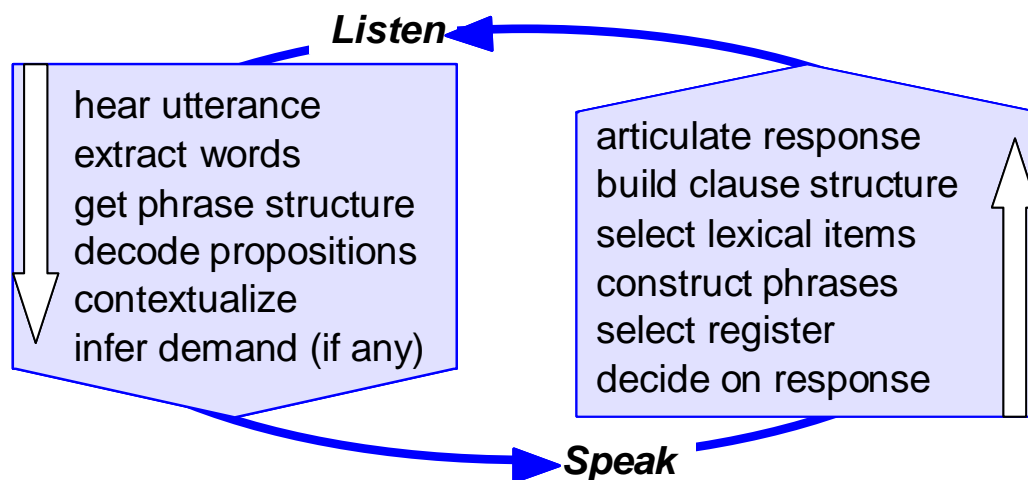 Listen
hear utterance
extract words
get phrase structure
decode propositions
contextualize
infer demand (if any)
articulate response
build clause structure
select lexical items
construct phrases
select register
decide on response
Speak